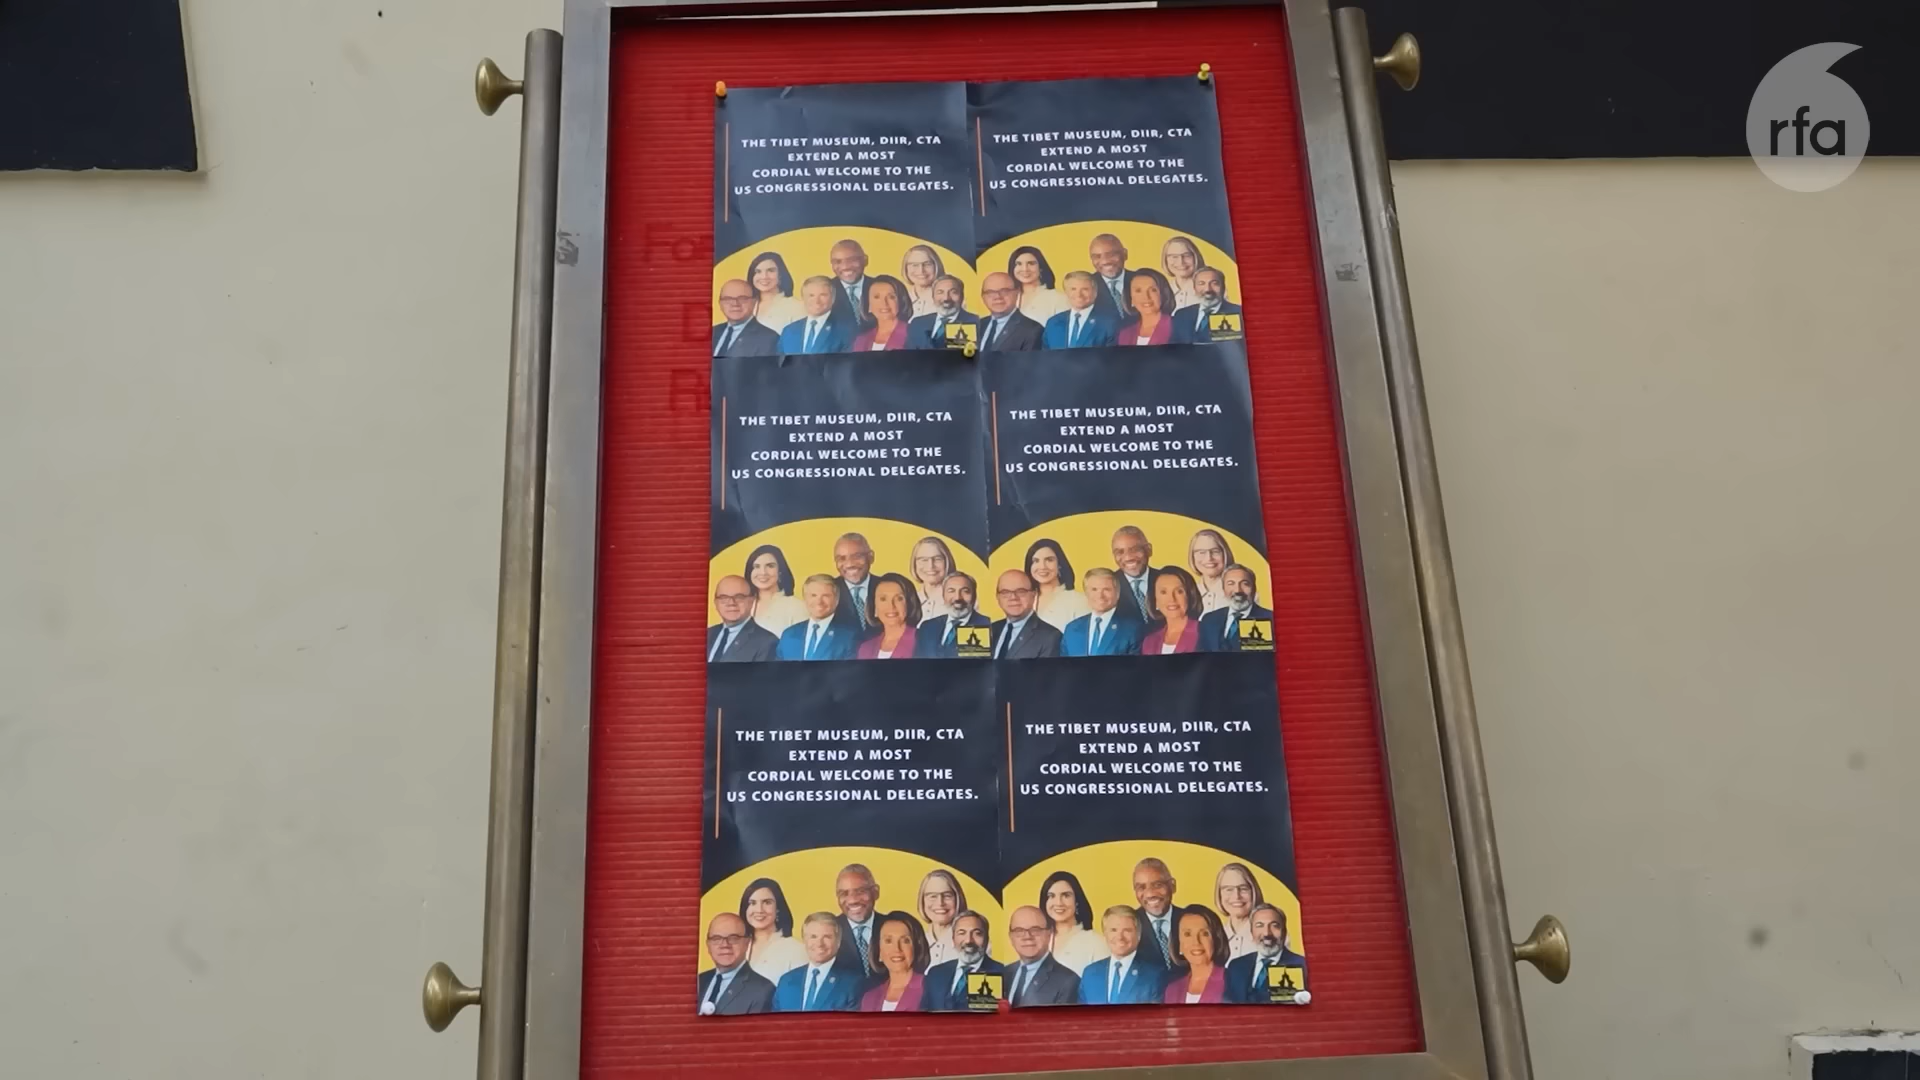 rfa
THE TIBET MUSEUM, DIIR, CTA
EXTEND A MOST
CORDIAL WELCOME TO THE
US CONGRESSIONAL DELEGATES.
THE TIBET MUSEUM, DIIR, CTA
EXTEND A MOST
CORDIAL WELCOME TO THE
US CONGRESSIONAL DELEGATES.
THE TIBET MUSEUM, DIIR, CTA
EXTEND A MOST
CORDIAL WELCOME TO THE
US CONGRESSIONAL DELEGATES.
THE TIBET MUSEUM, DIIR, CTA
EXTEND A MOST
CORDIAL WELCOME TO THE
US CONGRESSIONAL DELEGATES.
THE TIBET MUSEUM, DIIR, CTA
EXTEND A MOST
CORDIAL WELCOME TO THE
US CONGRESSIONAL DELEGATES.
THE TIBET MUSEUM, DIIR, CTA
EXTEND A MOST
CORDIAL WELCOME TO THE
US CONGRESSIONAL DELEGATES.